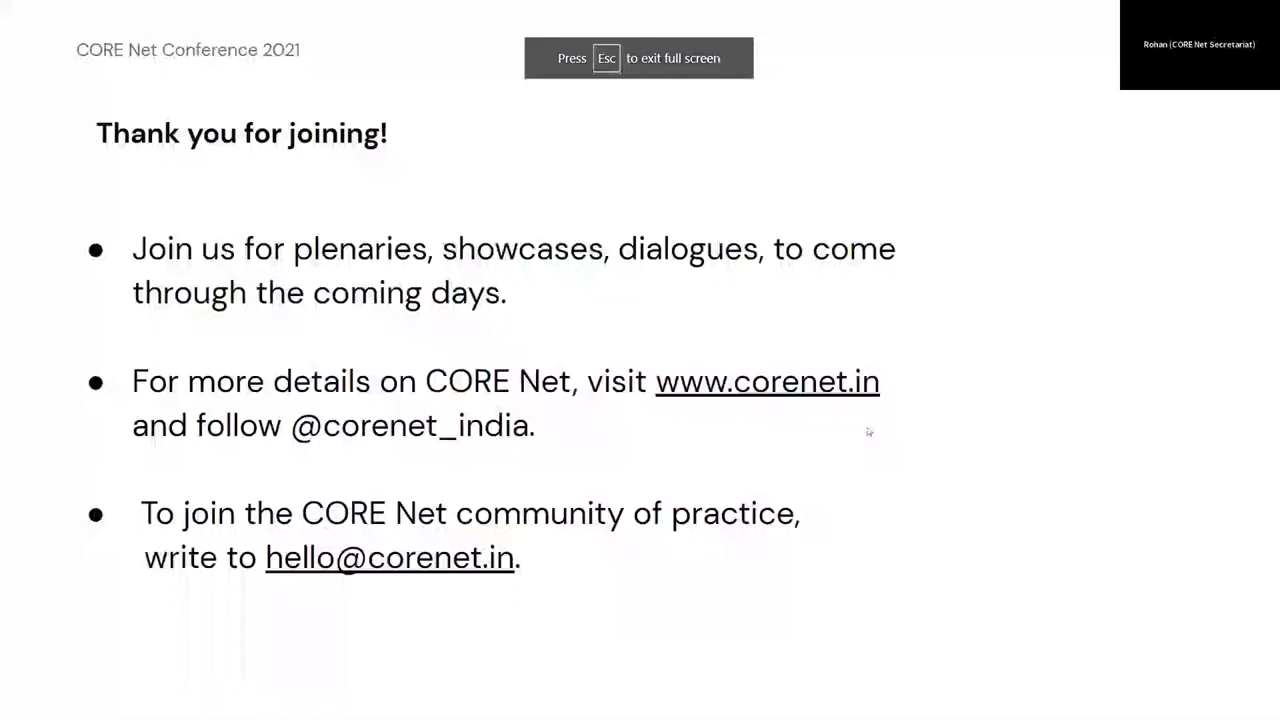 CORE Net Conference 2021
Press Esc to exit full screen
Rohan (CORE Net Secretariat)
Thank you for joining!
● Join us for plenaries, showcases, dialogues, to come
through the coming days.
● For more details on CORE Net, visit www.corenet.in
and follow @corenet_india.
● To join the CORE Net community of practice,
write to hello@corenet.in.